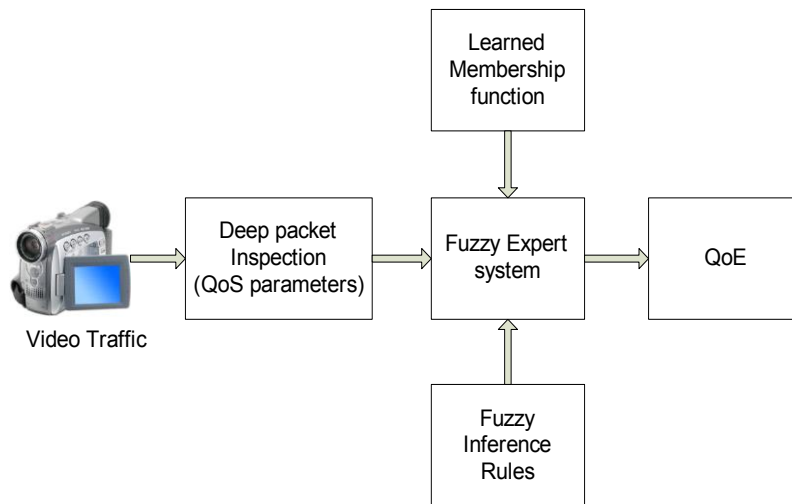 Learned
Membership
function
Deep packet
Inspection
(QoS parameters)
Fuzzy Expert
system
QoE
Video Traffic
Fuzzy
Inference
Rules